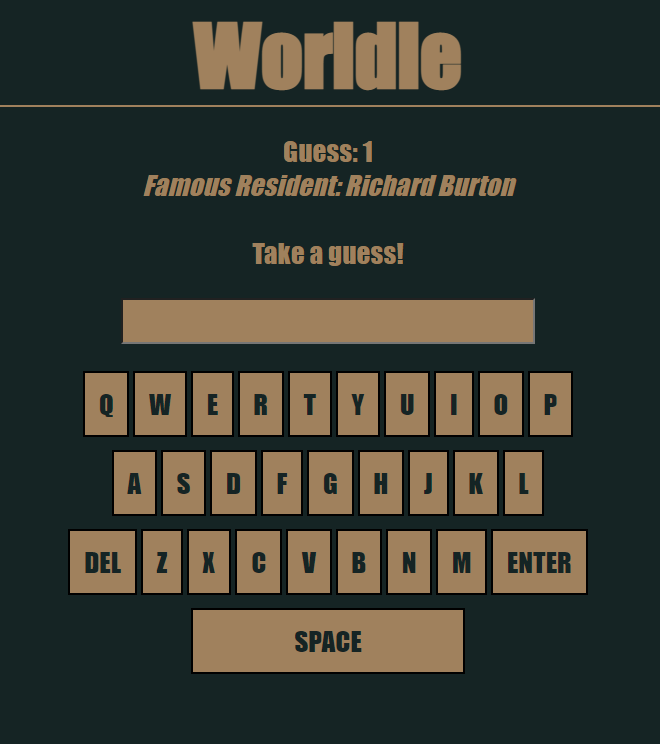 Worldle
Guess: 1
Famous Resident: Richard Burton
Take a guess!
Q W E R T Y U I O P
A S D F G H J K L
DEL Z X C V B N M ENTER
SPACE